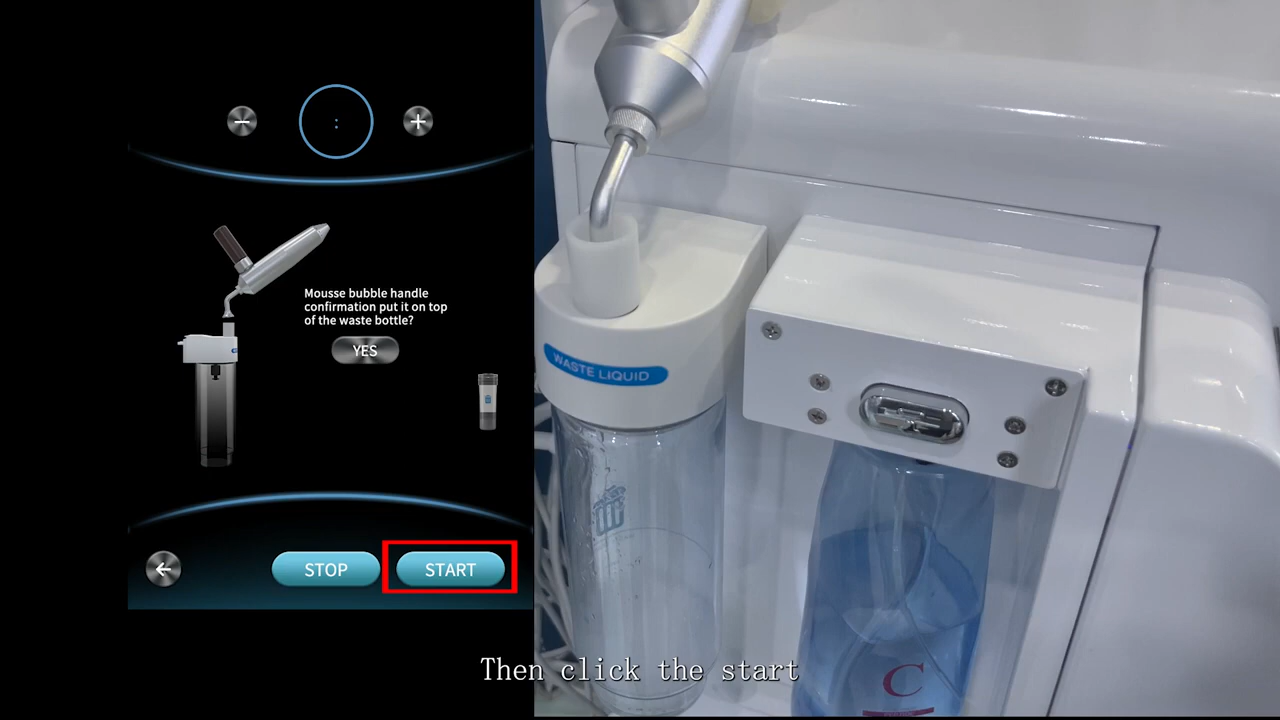 Mousse bubble handle
confirmation put it on top
of the waste bottle?
YES
STOP
START
WASTE LIQUID
C
Then click the start